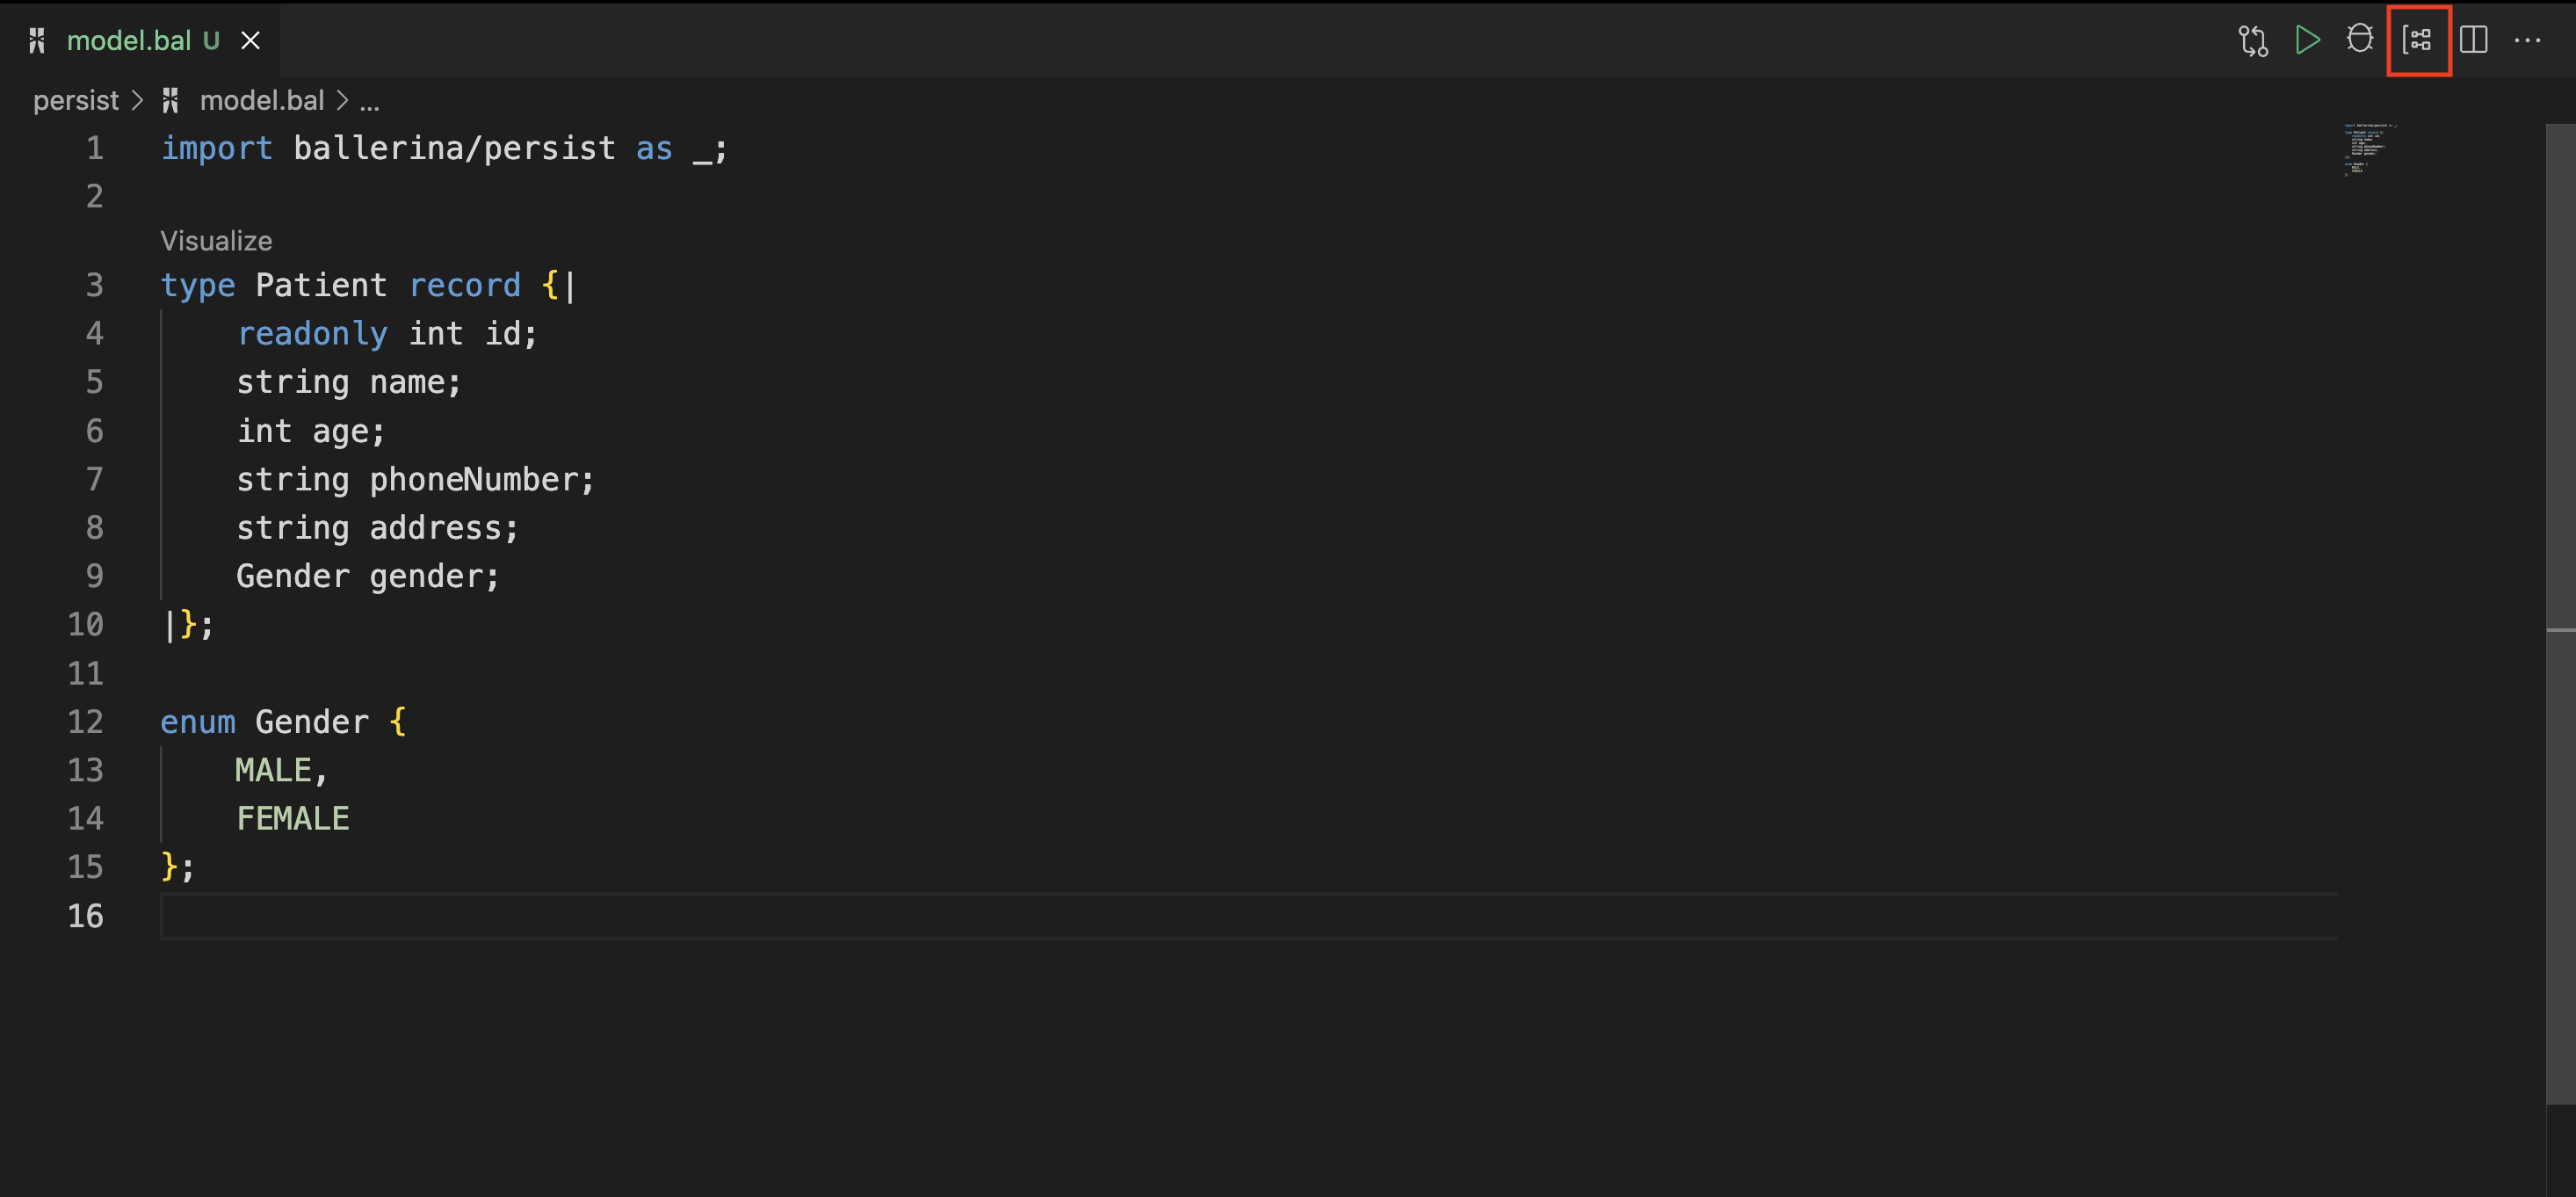 model.bal U
persist > model.bal > ...
1 import ballerina/persist as _;
2
Visualize
3 type Patient record {|
4     readonly int id;
5     string name;
6     int age;
7     string phoneNumber;
8     string address;
9     Gender gender;
10 |};
11
12 enum Gender {
13     MALE,
14     FEMALE
15 };
16